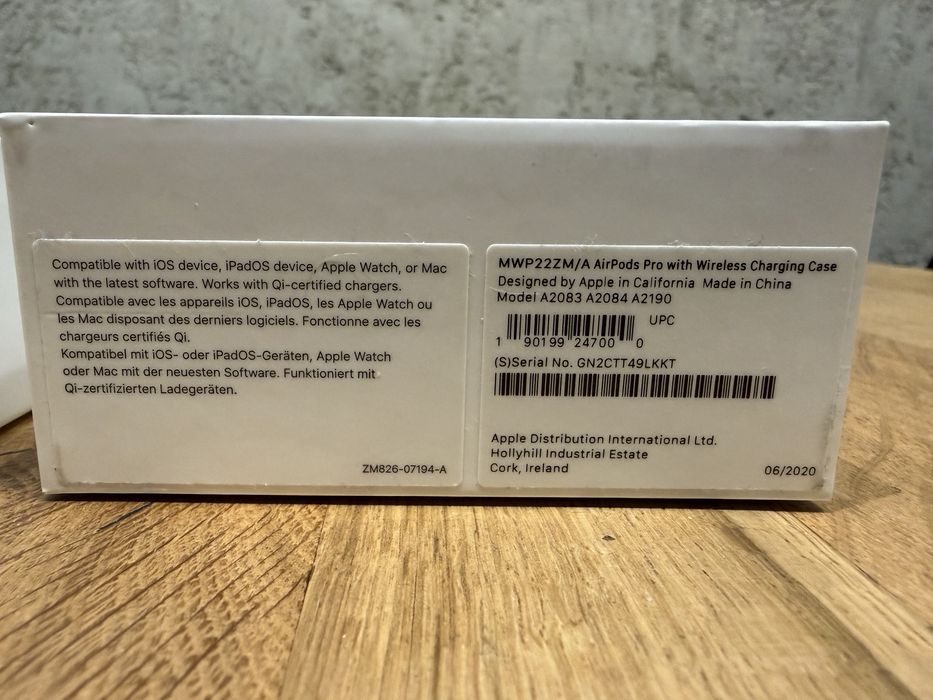 Compatible with iOS device, iPadOS device, Apple Watch, or Mac
with the latest software. Works with Qi-certified chargers.
Compatible avec les appareils iOS, iPadOS, les Apple Watch ou
les Mac disposant des derniers logiciels. Fonctionne avec les
chargeurs certifiés Qi.
Kompatibel mit iOS- oder iPadOS-Geräten, Apple Watch
oder Mac mit der neuesten Software. Funktioniert mit
Qi-zertifizierten Ladegeräten.
ZM826-07194-A
MWP22ZM/A AirPods Pro with Wireless Charging Case
Designed by Apple in California Made in China
Model A2083 A2084 A2190
UPC
1 90199 24700 0
(S)Serial No. GN2CTT49LKKT
Apple Distribution International Ltd.
Hollyhill Industrial Estate
Cork, Ireland
06/2020